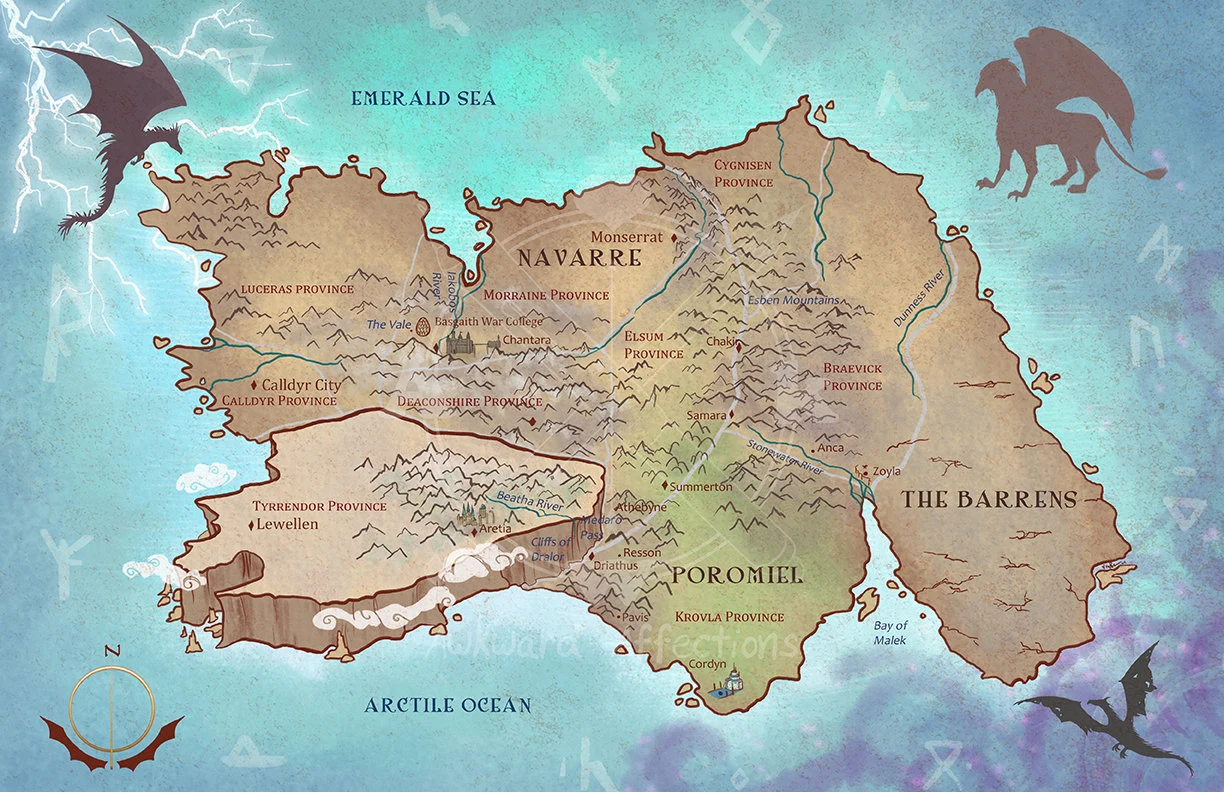 EMERALD SEA
CYGNISEN
PROVINCE
Monserrat
NAVARRE
LUCERAS PROVINCE
Iakobos
River
MORRAINE PROVINCE
Esben Mountains
Dunness River
The Vale
Basgaith War College
Chantara
ELSUM
PROVINCE
Chakir
BRAEVICK
PROVINCE
Calldyr City
CALLDYR PROVINCE
DEACONSHIRE PROVINCE
Samara
Stonewater River
Anca
Zoyla
THE BARRENS
Summerton
TYRRENDOR PROVINCE
Lewellen
Beatha River
Aretia
Athebyne
Medaro
Pass
Cliffs of
Dralor
Resson
Driathus
POROMIEL
Pavis
KROVLA PROVINCE
Bay of
Malek
Cordyn
N
ARCTILE OCEAN